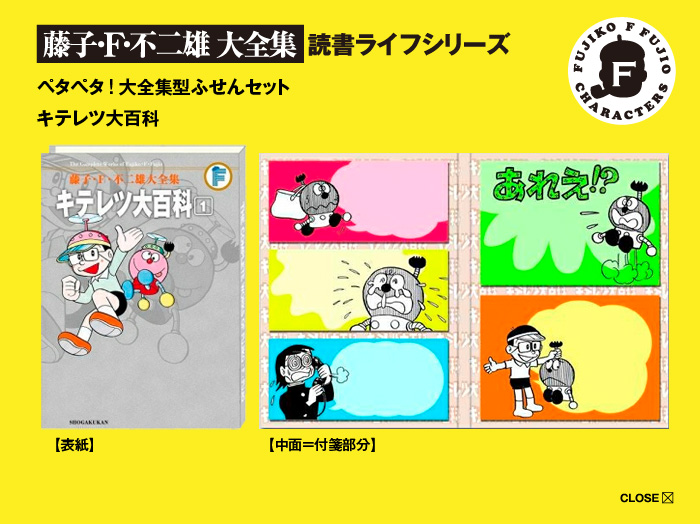 藤子・F・不二雄 大全集 読書ライフシリーズ
FUJIKO F FUJIO
F
CHARACTERS
ペタペタ！大全集型ふせんセット
キテレツ大百科
The Complete Works of Fujiko・F・Fujio
藤子・F・不二雄大全集
F
キテレツ大百科 1
SHOGAKUKAN
あれえ!?
【表紙】
【中面＝付箋部分】
CLOSE